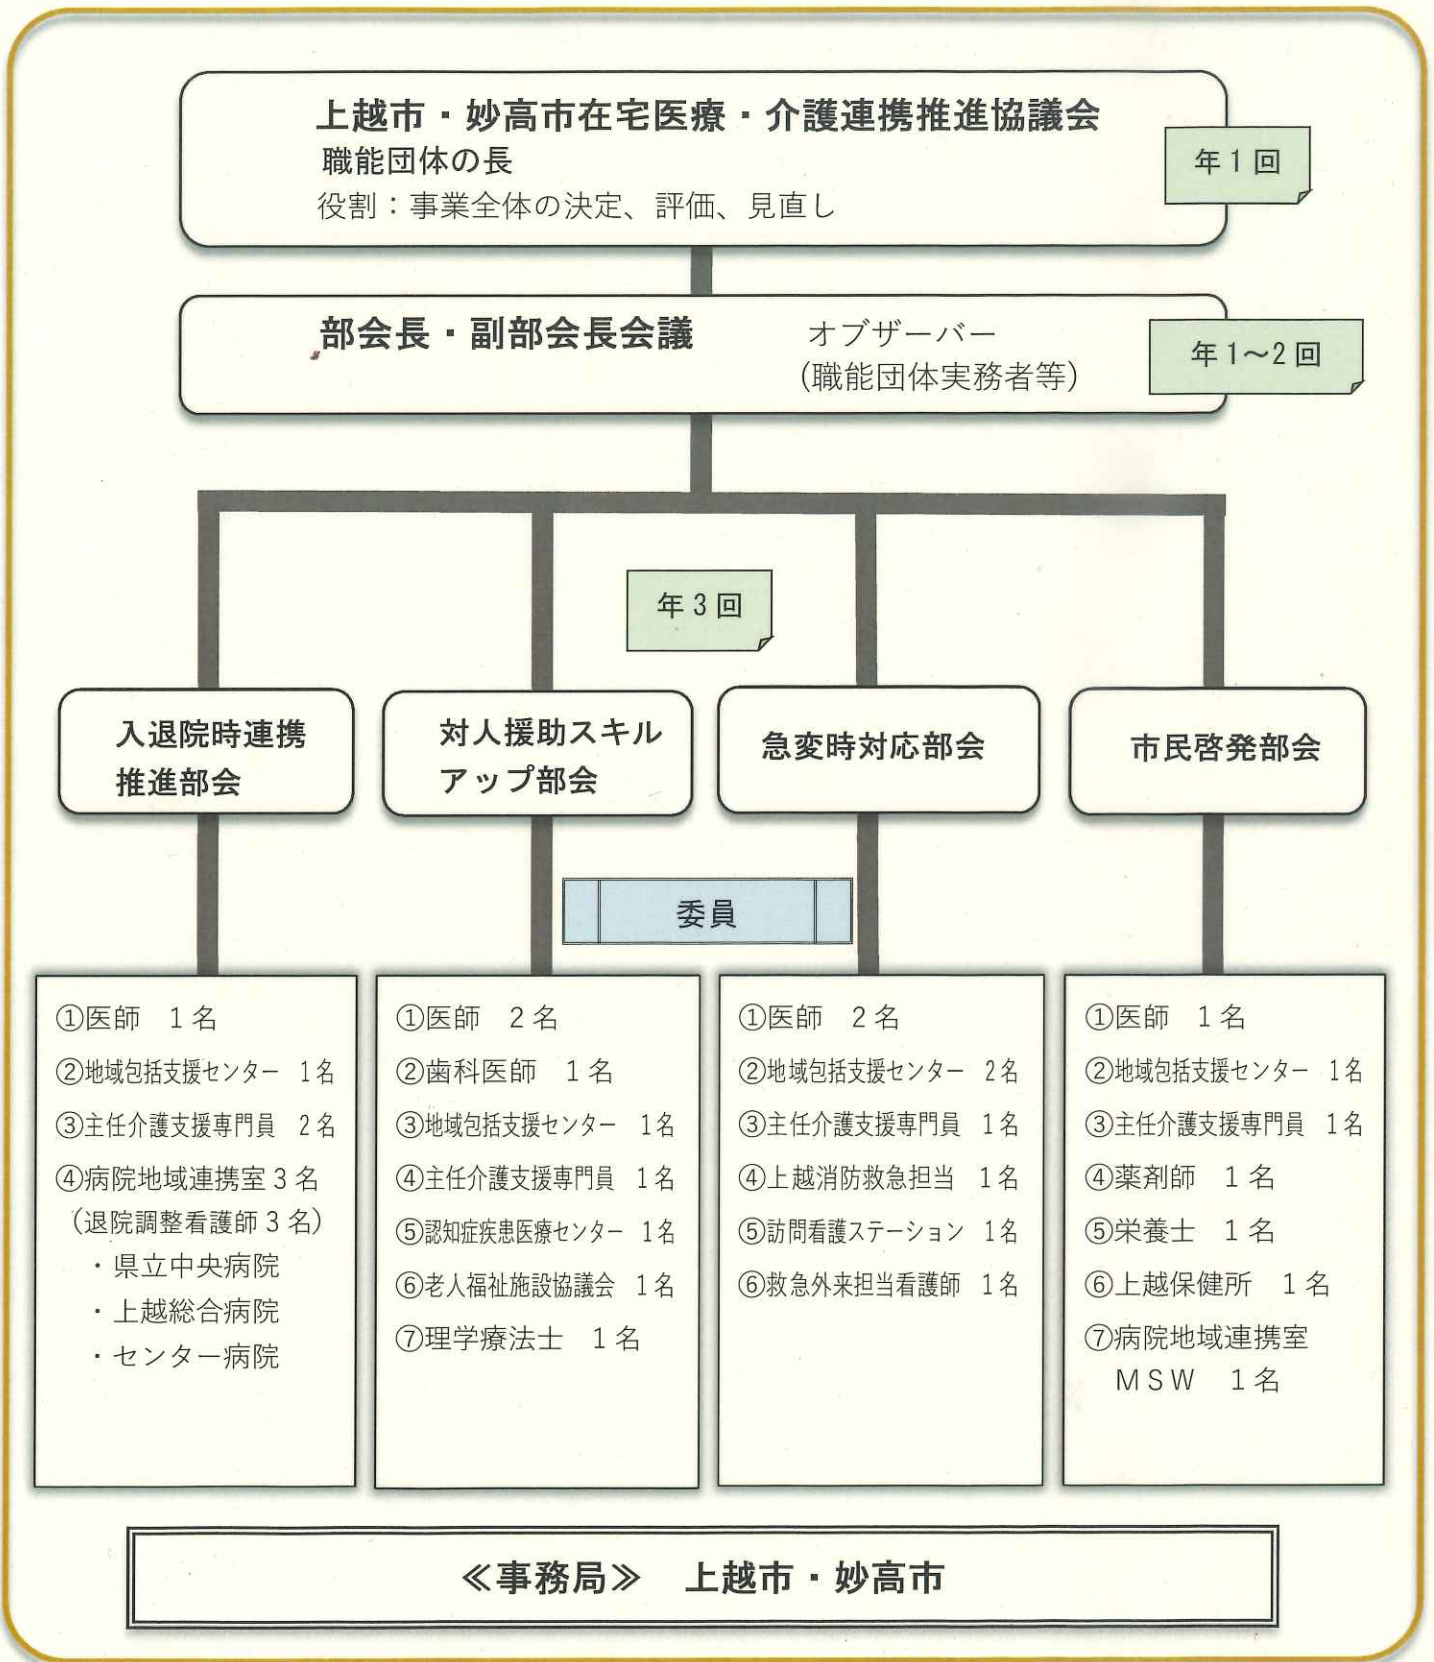 上越市・妙高市在宅医療・介護連携推進協議会
職能団体の長
役割：事業全体の決定、評価、見直し
年1回
部会長・副部会長会議
オブザーバー
(職能団体実務者等)
年1～2回
年3回
入退院時連携
推進部会
対人援助スキル
アップ部会
急変時対応部会
市民啓発部会
委員
①医師　1名
②地域包括支援センター　1名
③主任介護支援専門員　2名
④病院地域連携室3名
(退院調整看護師3名)
・県立中央病院
・上越総合病院
・センター病院
①医師　2名
②歯科医師　1名
③地域包括支援センター　1名
④主任介護支援専門員　1名
⑤認知症疾患医療センター　1名
⑥老人福祉施設協議会　1名
⑦理学療法士　1名
①医師　2名
②地域包括支援センター　2名
③主任介護支援専門員　1名
④上越消防救急担当　1名
⑤訪問看護ステーション　1名
⑥救急外来担当看護師　1名
①医師　1名
②地域包括支援センター　1名
③主任介護支援専門員　1名
④薬剤師　1名
⑤栄養士　1名
⑥上越保健所　1名
⑦病院地域連携室
ＭＳＷ　1名
≪事務局≫　上越市・妙高市